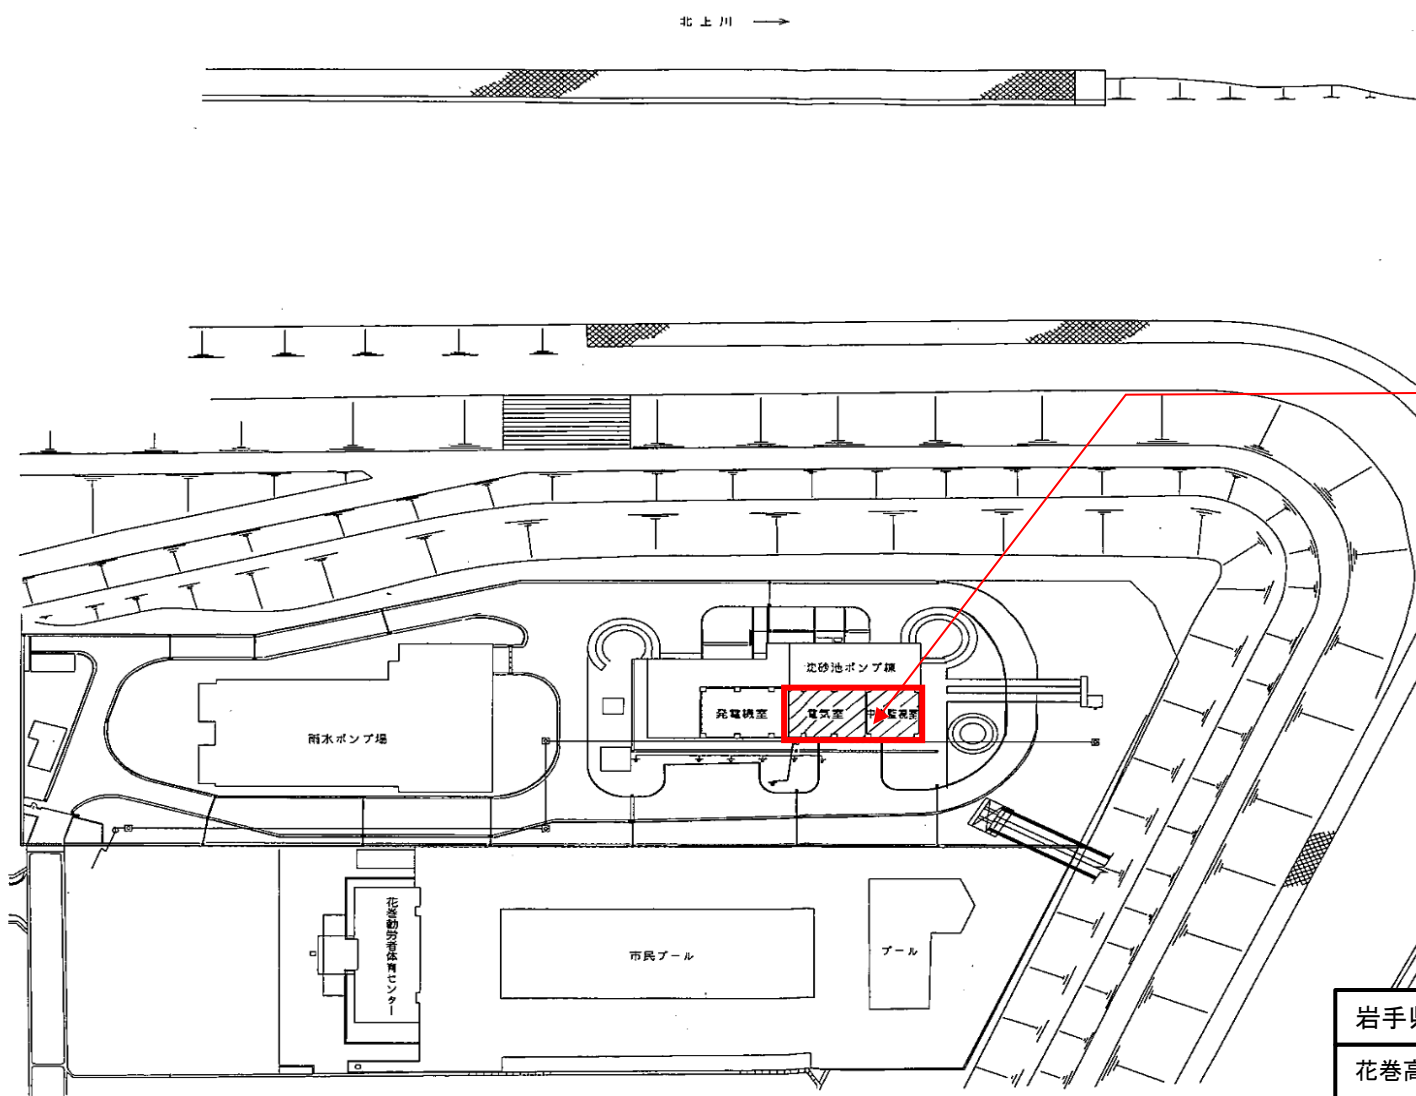 北上川
沈砂池ポンプ棟
発電機室
電気室
監視室
雨水ポンプ場
花巻勤労者体育センター
市民プール
プール
岩手県
花巻高